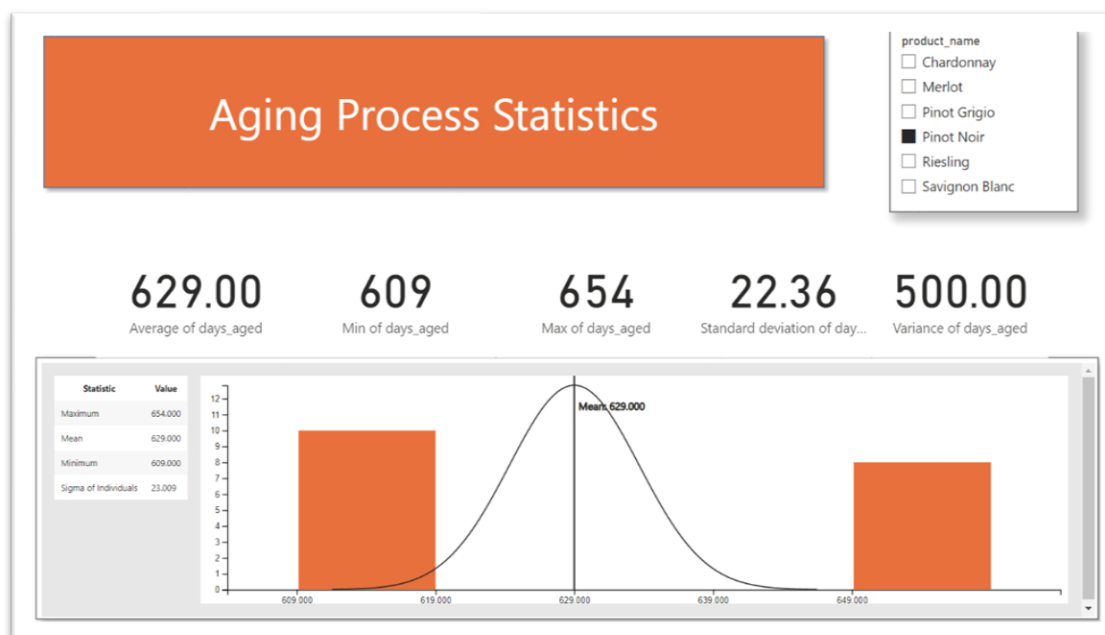 Aging Process Statistics
product_name
Chardonnay
Merlot
Pinot Grigio
Pinot Noir
Riesling
Savignon Blanc
629.00
Average of days_aged
609
Min of days_aged
654
Max of days_aged
22.36
Standard deviation of day...
500.00
Variance of days_aged
Statistic Value
Maximum 654.000
Mean 629.000
Minimum 609.000
Sigma of Individuals 23.009
Mean: 629.000
12
11
10
9
8
7
6
5
4
3
2
1
0
609.000 619.000 629.000 639.000 649.000